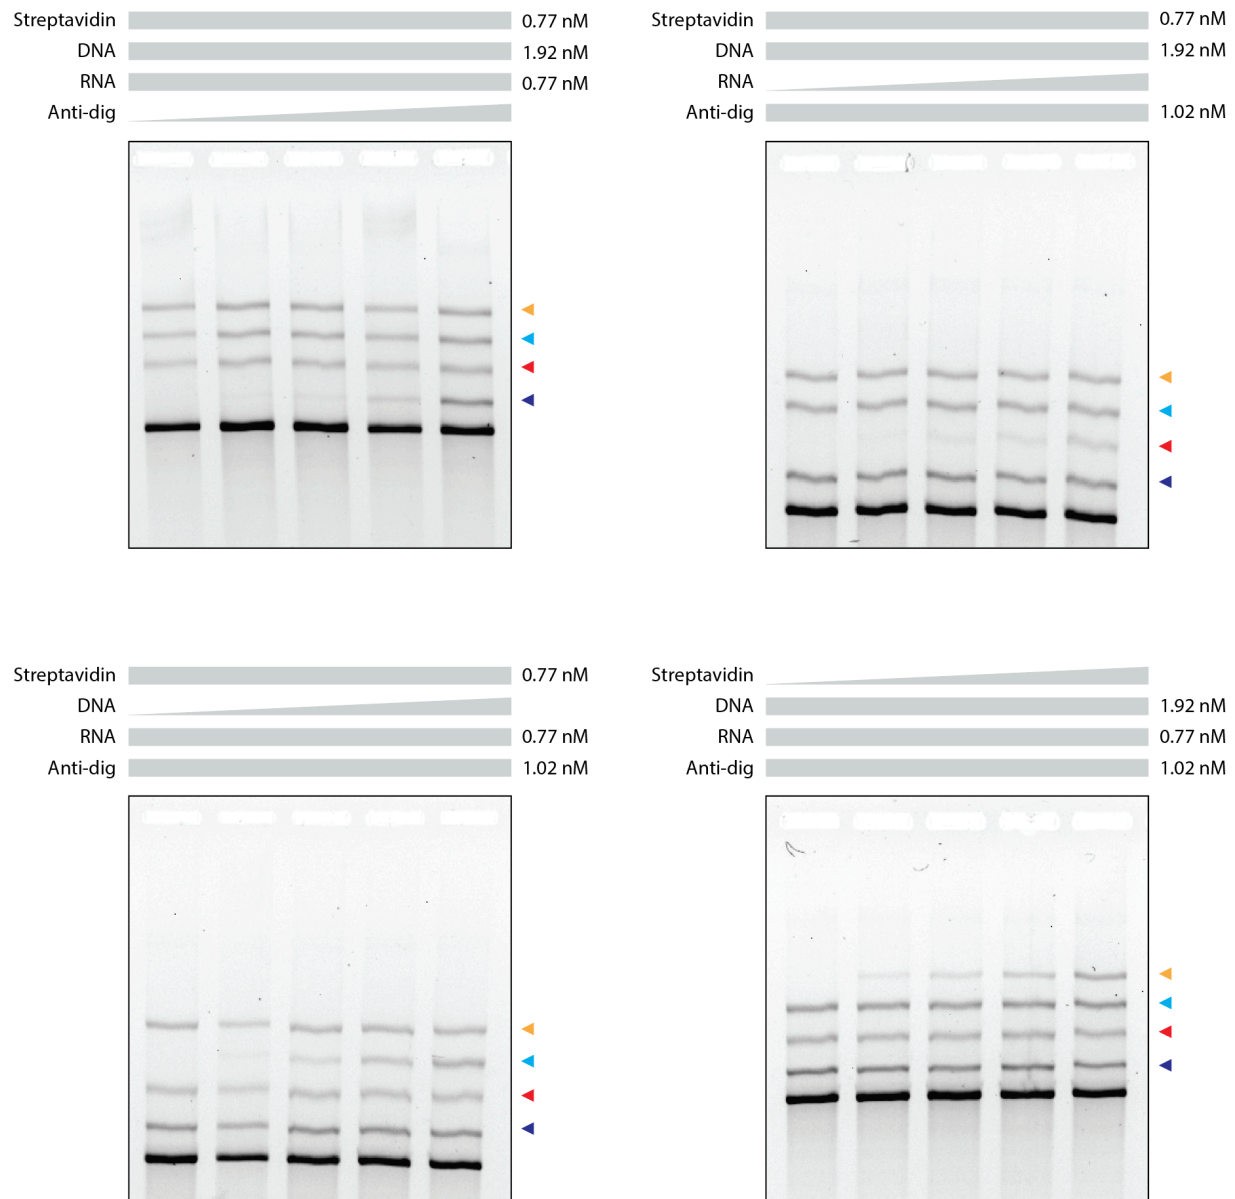 Streptavidin 0.77 nM
DNA 1.92 nM
RNA 0.77 nM
Anti-dig
Streptavidin 0.77 nM
DNA 1.92 nM
RNA
Anti-dig 1.02 nM
Streptavidin 0.77 nM
DNA
RNA 0.77 nM
Anti-dig 1.02 nM
Streptavidin
DNA 1.92 nM
RNA 0.77 nM
Anti-dig 1.02 nM